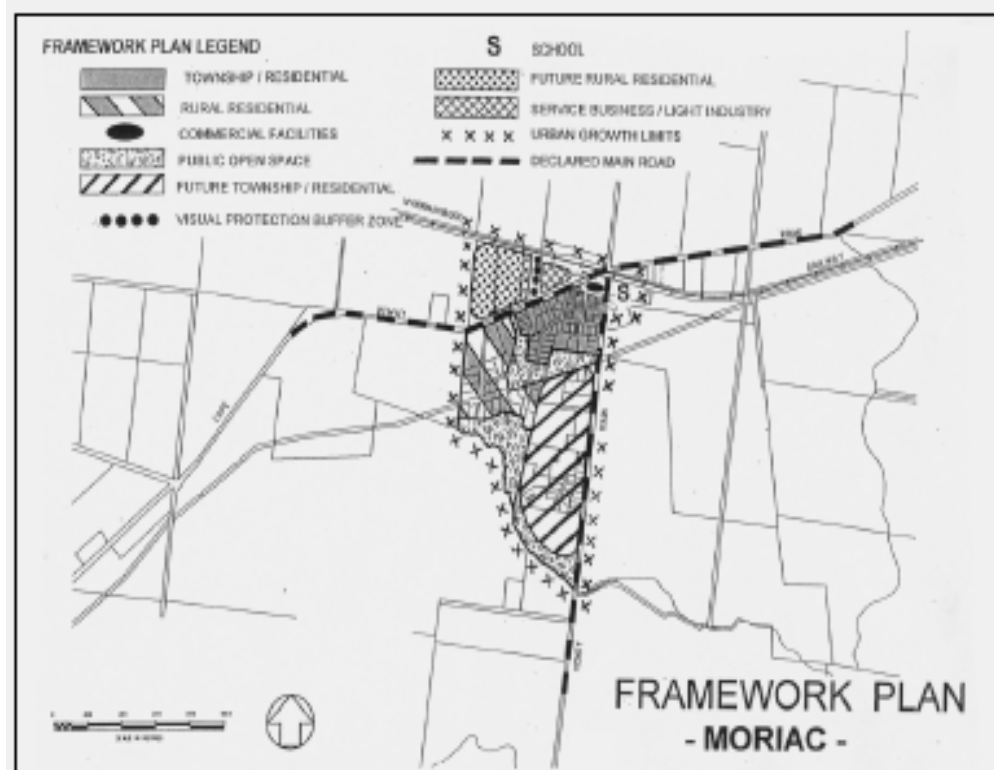 FRAMEWORK PLAN LEGEND
TOWNSHIP / RESIDENTIAL
RURAL RESIDENTIAL
COMMERCIAL FACILITIES
PUBLIC OPEN SPACE
FUTURE TOWNSHIP / RESIDENTIAL
VISUAL PROTECTION BUFFER ZONE
S SCHOOL
FUTURE RURAL RESIDENTIAL
SERVICE BUSINESS / LIGHT INDUSTRY
URBAN GROWTH LIMITS
DECLARED MAIN ROAD
S
FRAMEWORK PLAN
- MORIAC -